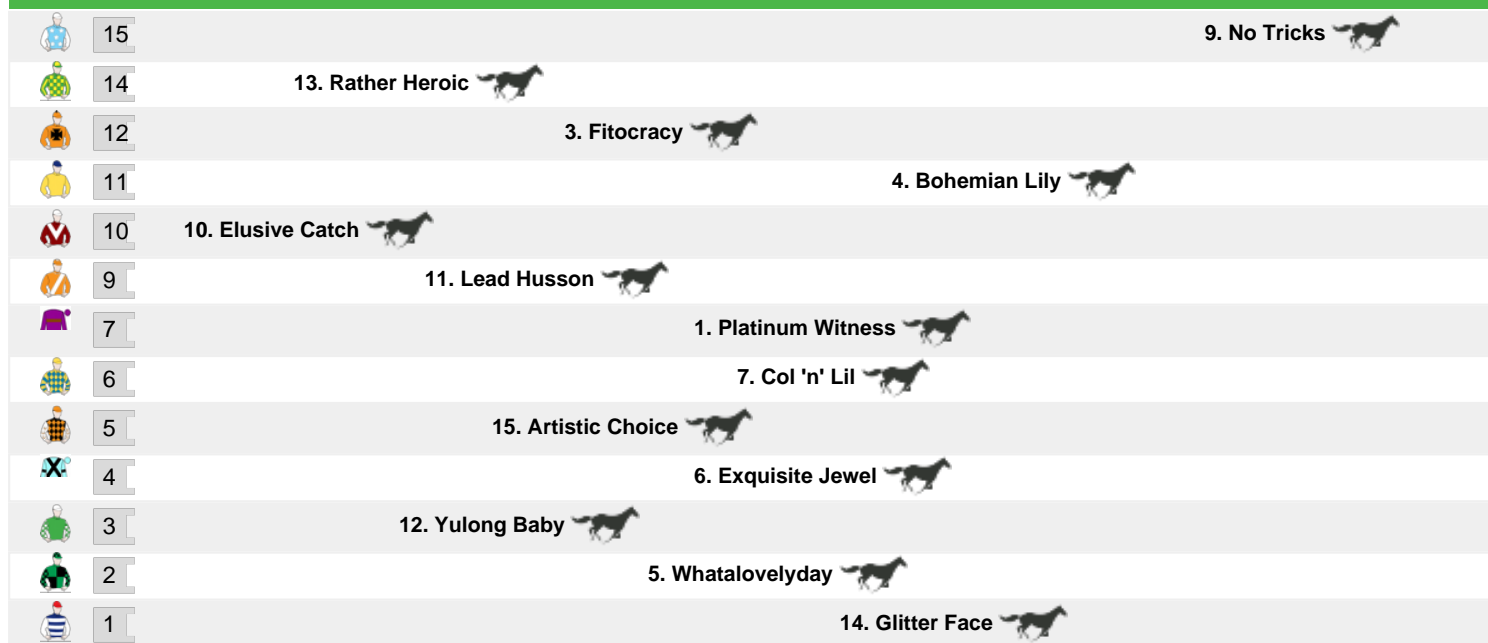 15 9. No Tricks
14 13. Rather Heroic
12 3. Fitocracy
11 4. Bohemian Lily
10 10. Elusive Catch
9 11. Lead Husson
7 1. Platinum Witness
6 7. Col 'n' Lil
5 15. Artistic Choice
4 6. Exquisite Jewel
3 12. Yulong Baby
2 5. Whatalovelyday
1 14. Glitter Face